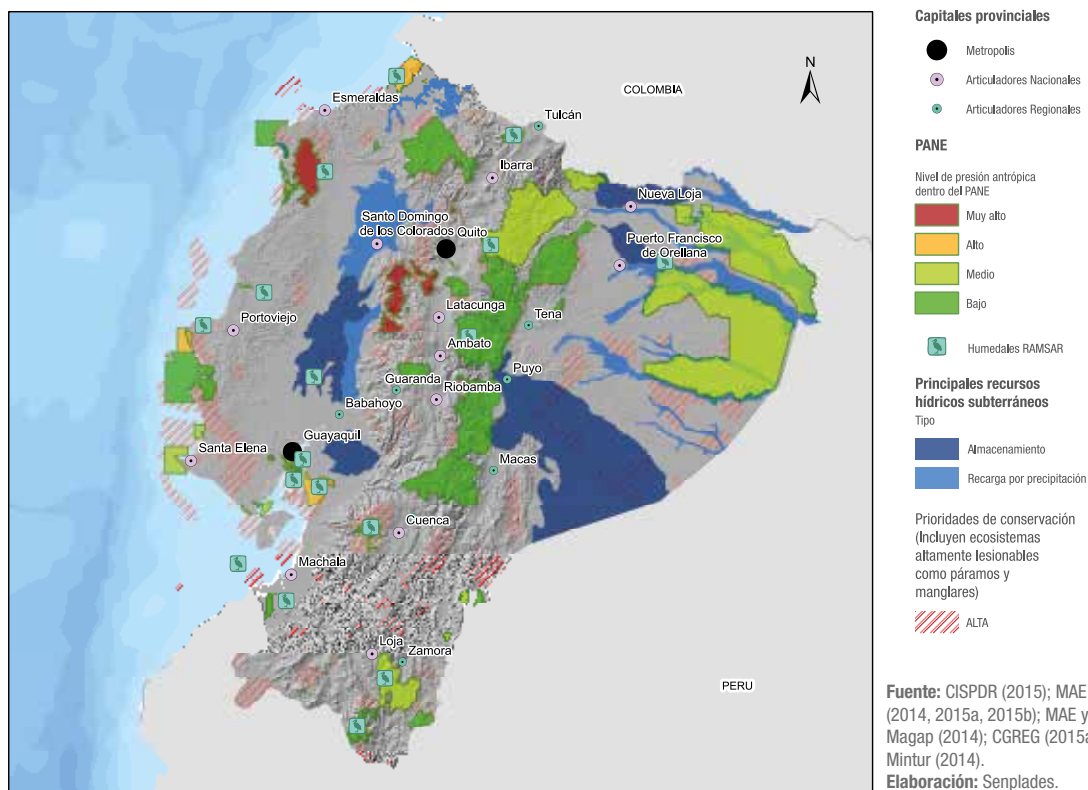 N
COLOMBIA
Esmeraldas
Tulcán
Ibarra
Nueva Loja
Santo Domingo
de los Colorados
Quito
Puerto Francisco
de Orellana
Portoviejo
Latacunga
Tena
Ambato
Puyo
Guaranda
Riobamba
Babahoyo
Guayaquil
Santa Elena
Macas
Cuenca
Machala
Loja
Zamora
PERU
Capitales provinciales
Metropolis
Articuladores Nacionales
Articuladores Regionales
PANE
Nivel de presión antrópica
dentro del PANE
Muy alto
Alto
Medio
Bajo
Humedales RAMSAR
Principales recursos
hídricos subterráneos
Tipo
Almacenamiento
Recarga por precipitación
Prioridades de conservación
(Incluyen ecosistemas
altamente lesionables
como páramos y
manglares)
ALTA
Fuente: CISPDR (2015); MAE
(2014, 2015a, 2015b); MAE y
Magap (2014); CGREG (2015a
Mintur (2014).
Elaboración: Senplades.